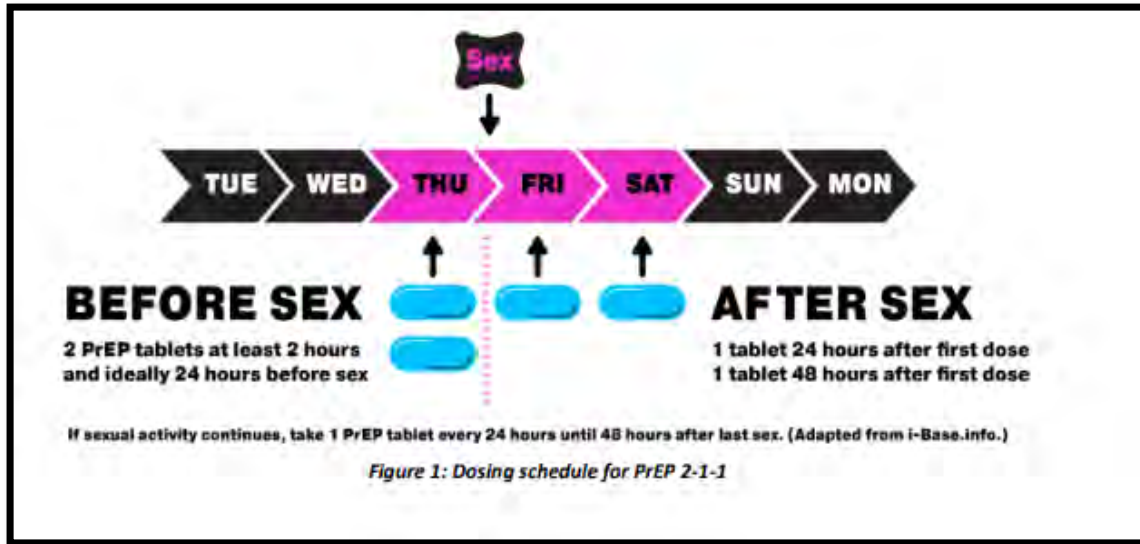 Sex
TUE WED THU FRI SAT SUN MON
BEFORE SEX
2 PrEP tablets at least 2 hours
and ideally 24 hours before sex
AFTER SEX
1 tablet 24 hours after first dose
1 tablet 48 hours after first dose
If sexual activity continues, take 1 PrEP tablet every 24 hours until 48 hours after last sex. (Adapted from i-Base.info.)
Figure 1: Dosing schedule for PrEP 2-1-1